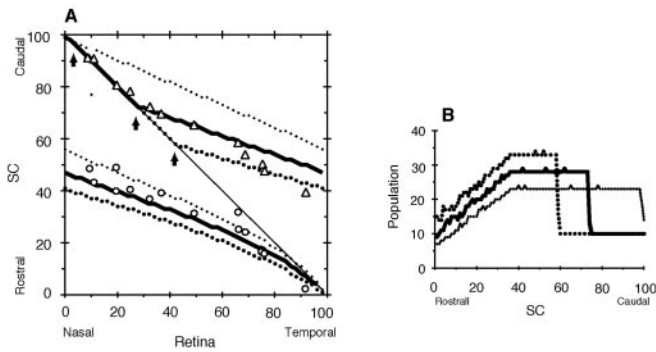 A
100
80
60
40
20
0
Caudal
SC
Rostral
0 20 40 60 80 100
Nasal Temporal
Retina
B
40
30
20
10
0
Population
0 20 40 60 80 100
Rostrall Caudal
SC